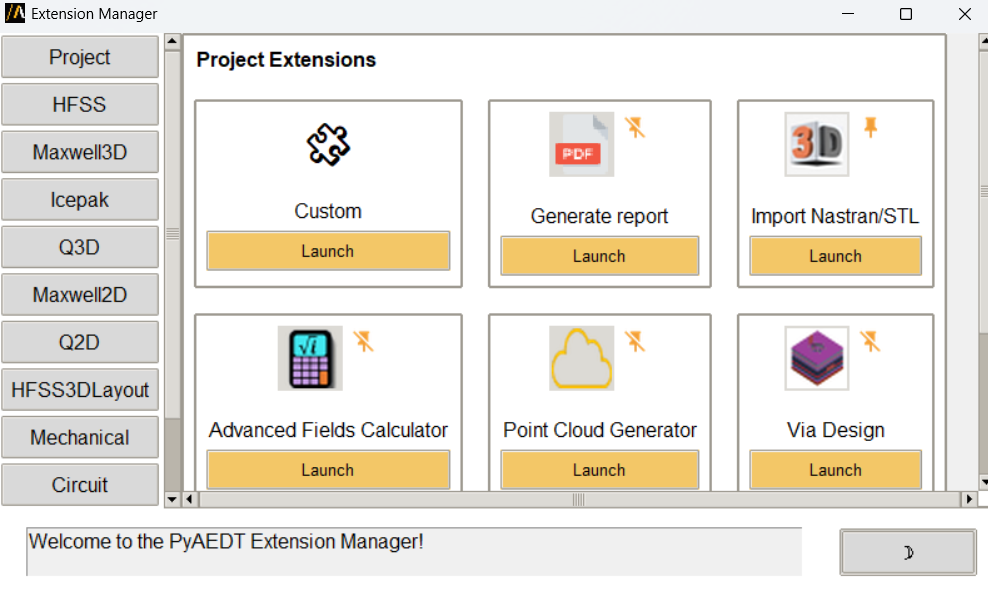 Extension Manager
Project
HFSS
Maxwell3D
Icepak
Q3D
Maxwell2D
Q2D
HFSS3DLayout
Mechanical
Circuit
Project Extensions
Custom
Launch
PDF
Generate report
Launch
3D
Import Nastran/STL
Launch
√i
Advanced Fields Calculator
Launch
Point Cloud Generator
Launch
Via Design
Launch
Welcome to the PyAEDT Extension Manager!